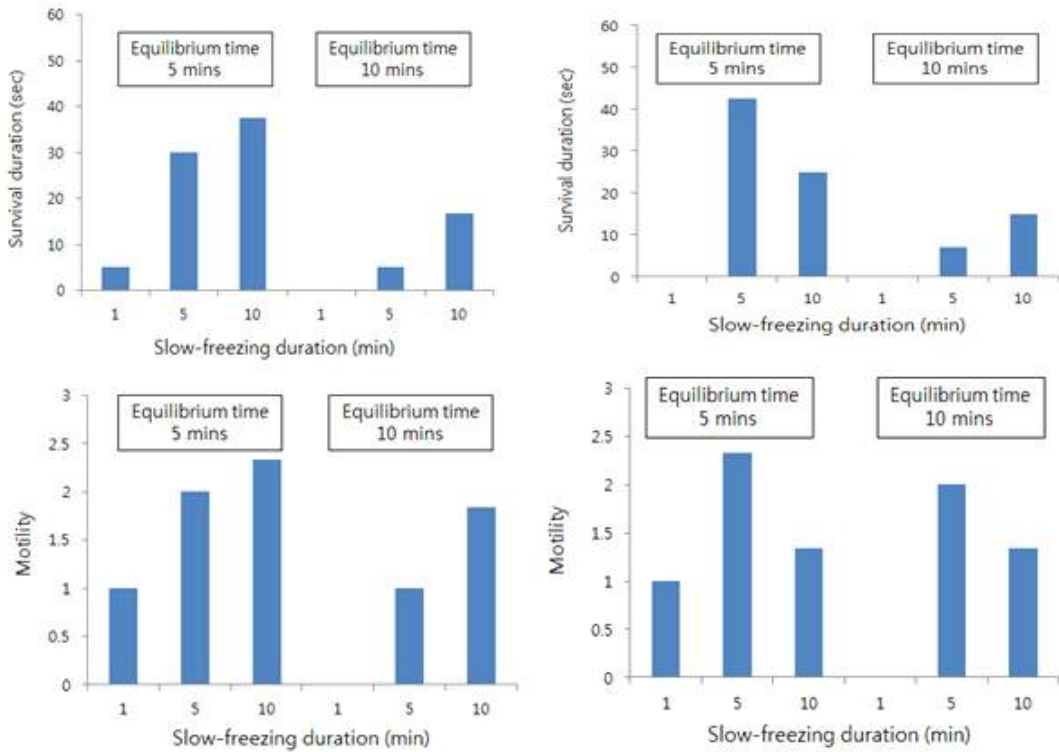 60
50
40
30
20
10
0
Survival duration (sec)
Equilibrium time
5 mins
Equilibrium time
10 mins
1 5 10 1 5 10
Slow-freezing duration (min)
60
50
40
30
20
10
0
Survival duration (sec)
Equilibrium time
5 mins
Equilibrium time
10 mins
1 5 10 1 5 10
Slow-freezing duration (min)
3
2.5
2
1.5
1
0.5
0
Motility
Equilibrium time
5 mins
Equilibrium time
10 mins
1 5 10 1 5 10
Slow-freezing duration (min)
3
2.5
2
1.5
1
0.5
0
Motility
Equilibrium time
5 mins
Equilibrium time
10 mins
1 5 10 1 5 10
Slow-freezing duration (min)